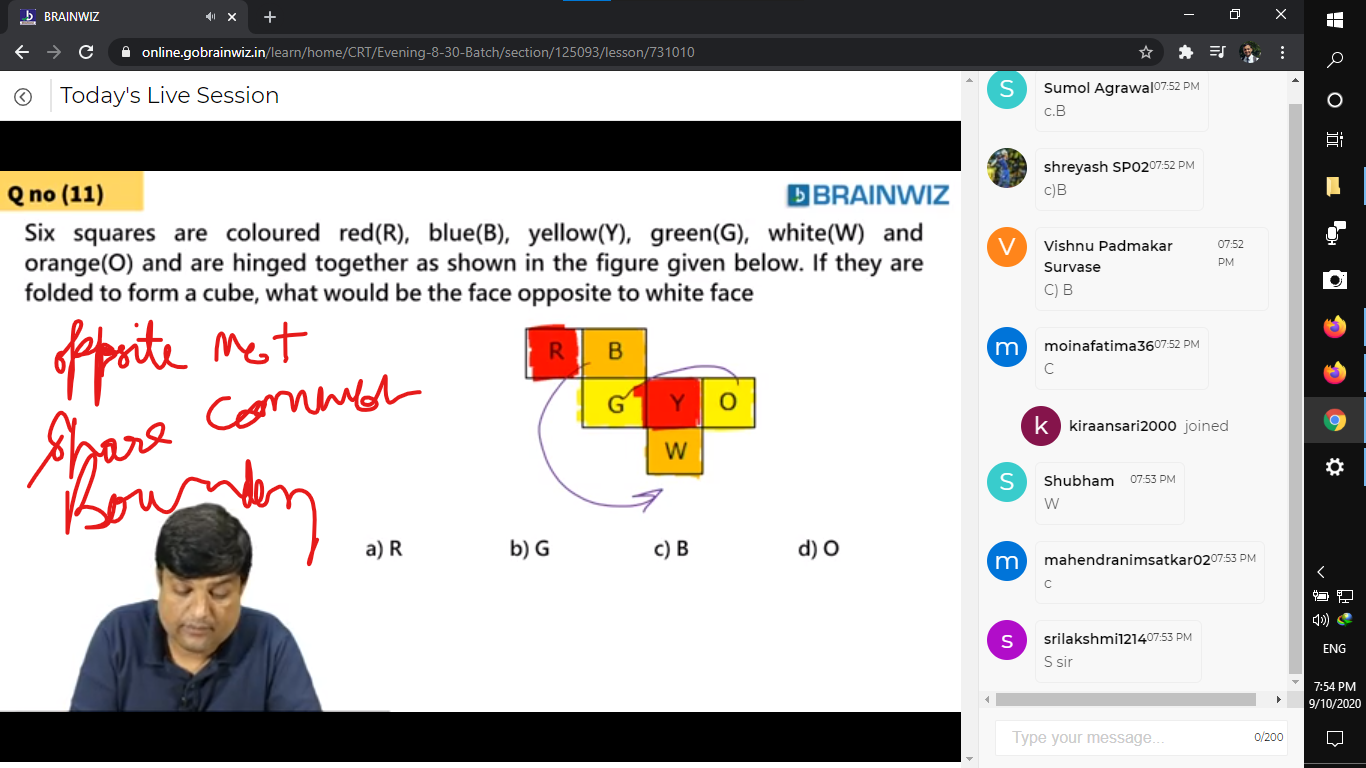 BRAINWIZ
online.gobrainwiz.in/learn/home/CRT/Evening-8-30-Batch/section/125093/lesson/731010
Today's Live Session
Q no (11)
BRAINWIZ
Six squares are coloured red(R), blue(B), yellow(Y), green(G), white(W) and
orange(O) and are hinged together as shown in the figure given below. If they are
folded to form a cube, what would be the face opposite to white face
opposite not
share common
Boundary
R B
G Y O
W
a) R b) G c) B d) O
S Sumol Agrawal 07:52 PM
c.B
shreyash SP02 07:52 PM
c)B
V Vishnu Padmakar Survase 07:52 PM
C) B
m moinafatima36 07:52 PM
C
k kiraansari2000 joined
S Shubham 07:53 PM
W
m mahendranimsatkar02 07:53 PM
c
s srilakshmi1214 07:53 PM
S sir
Type your message... 0/200
ENG
7:54 PM
9/10/2020